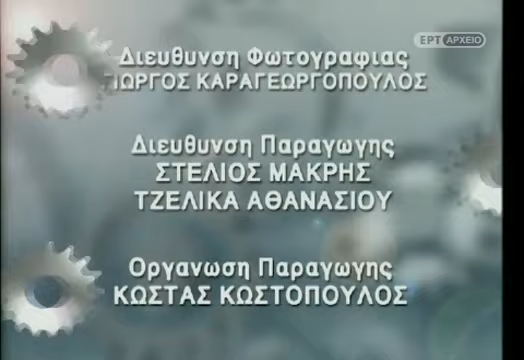 ΕΡΤ ΑΡΧΕΙΟ
Διευθυνση Φωτογραφιας
ΓΙΩΡΓΟΣ ΚΑΡΑΓΕΩΡΓΟΠΟΥΛΟΣ
Διευθυνση Παραγωγης
ΣΤΕΛΙΟΣ ΜΑΚΡΗΣ
ΤΖΕΛΙΚΑ ΑΘΑΝΑΣΙΟΥ
Οργανωση Παραγωγης
ΚΩΣΤΑΣ ΚΩΣΤΟΠΟΥΛΟΣ